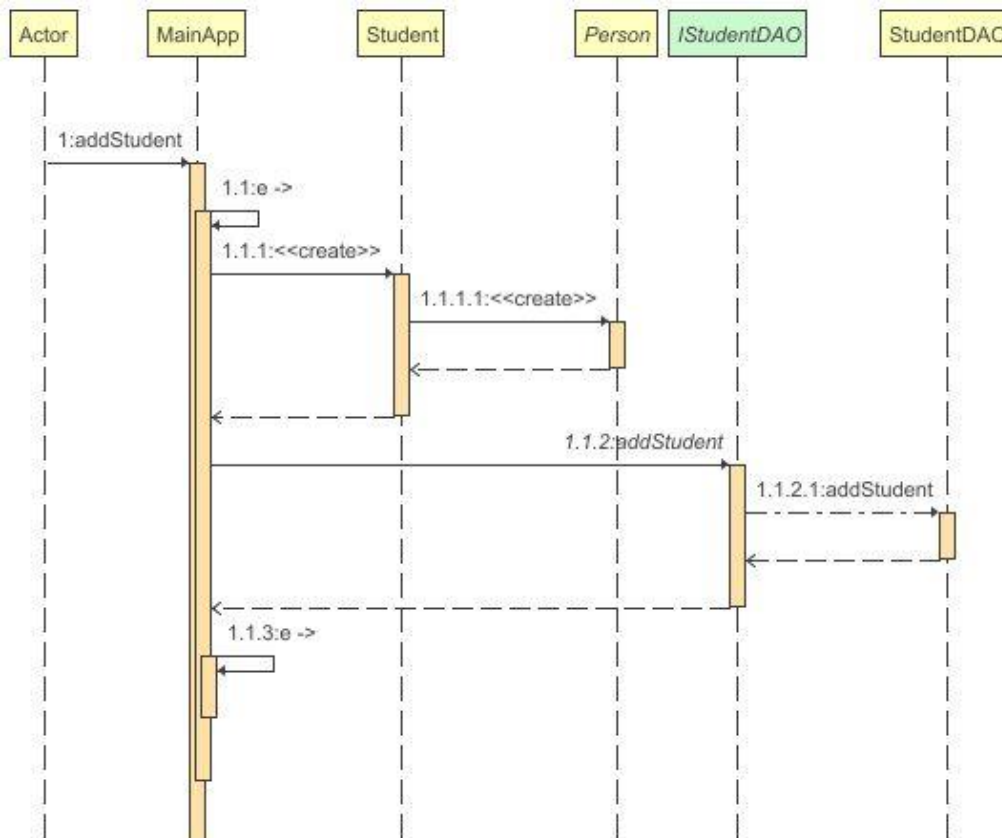 Actor
MainApp
Student
Person
IStudentDAO
StudentDAO
1:addStudent
1.1:e ->
1.1.1:<<create>>
1.1.1.1:<<create>>
1.1.2:addStudent
1.1.2.1:addStudent
1.1.3:e ->